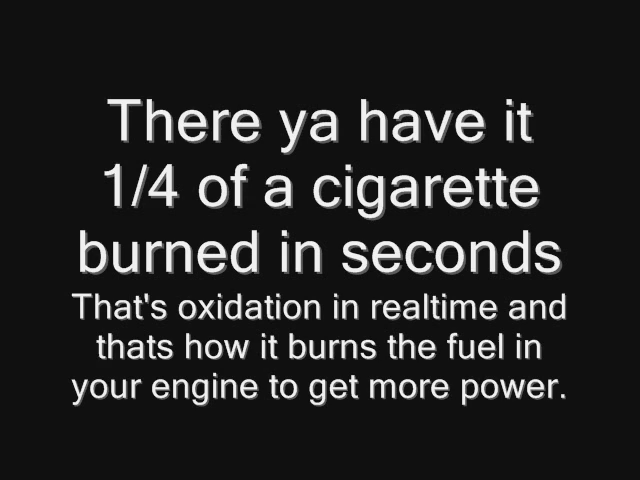 There ya have it
1/4 of a cigarette
burned in seconds
That's oxidation in realtime and
thats how it burns the fuel in
your engine to get more power.